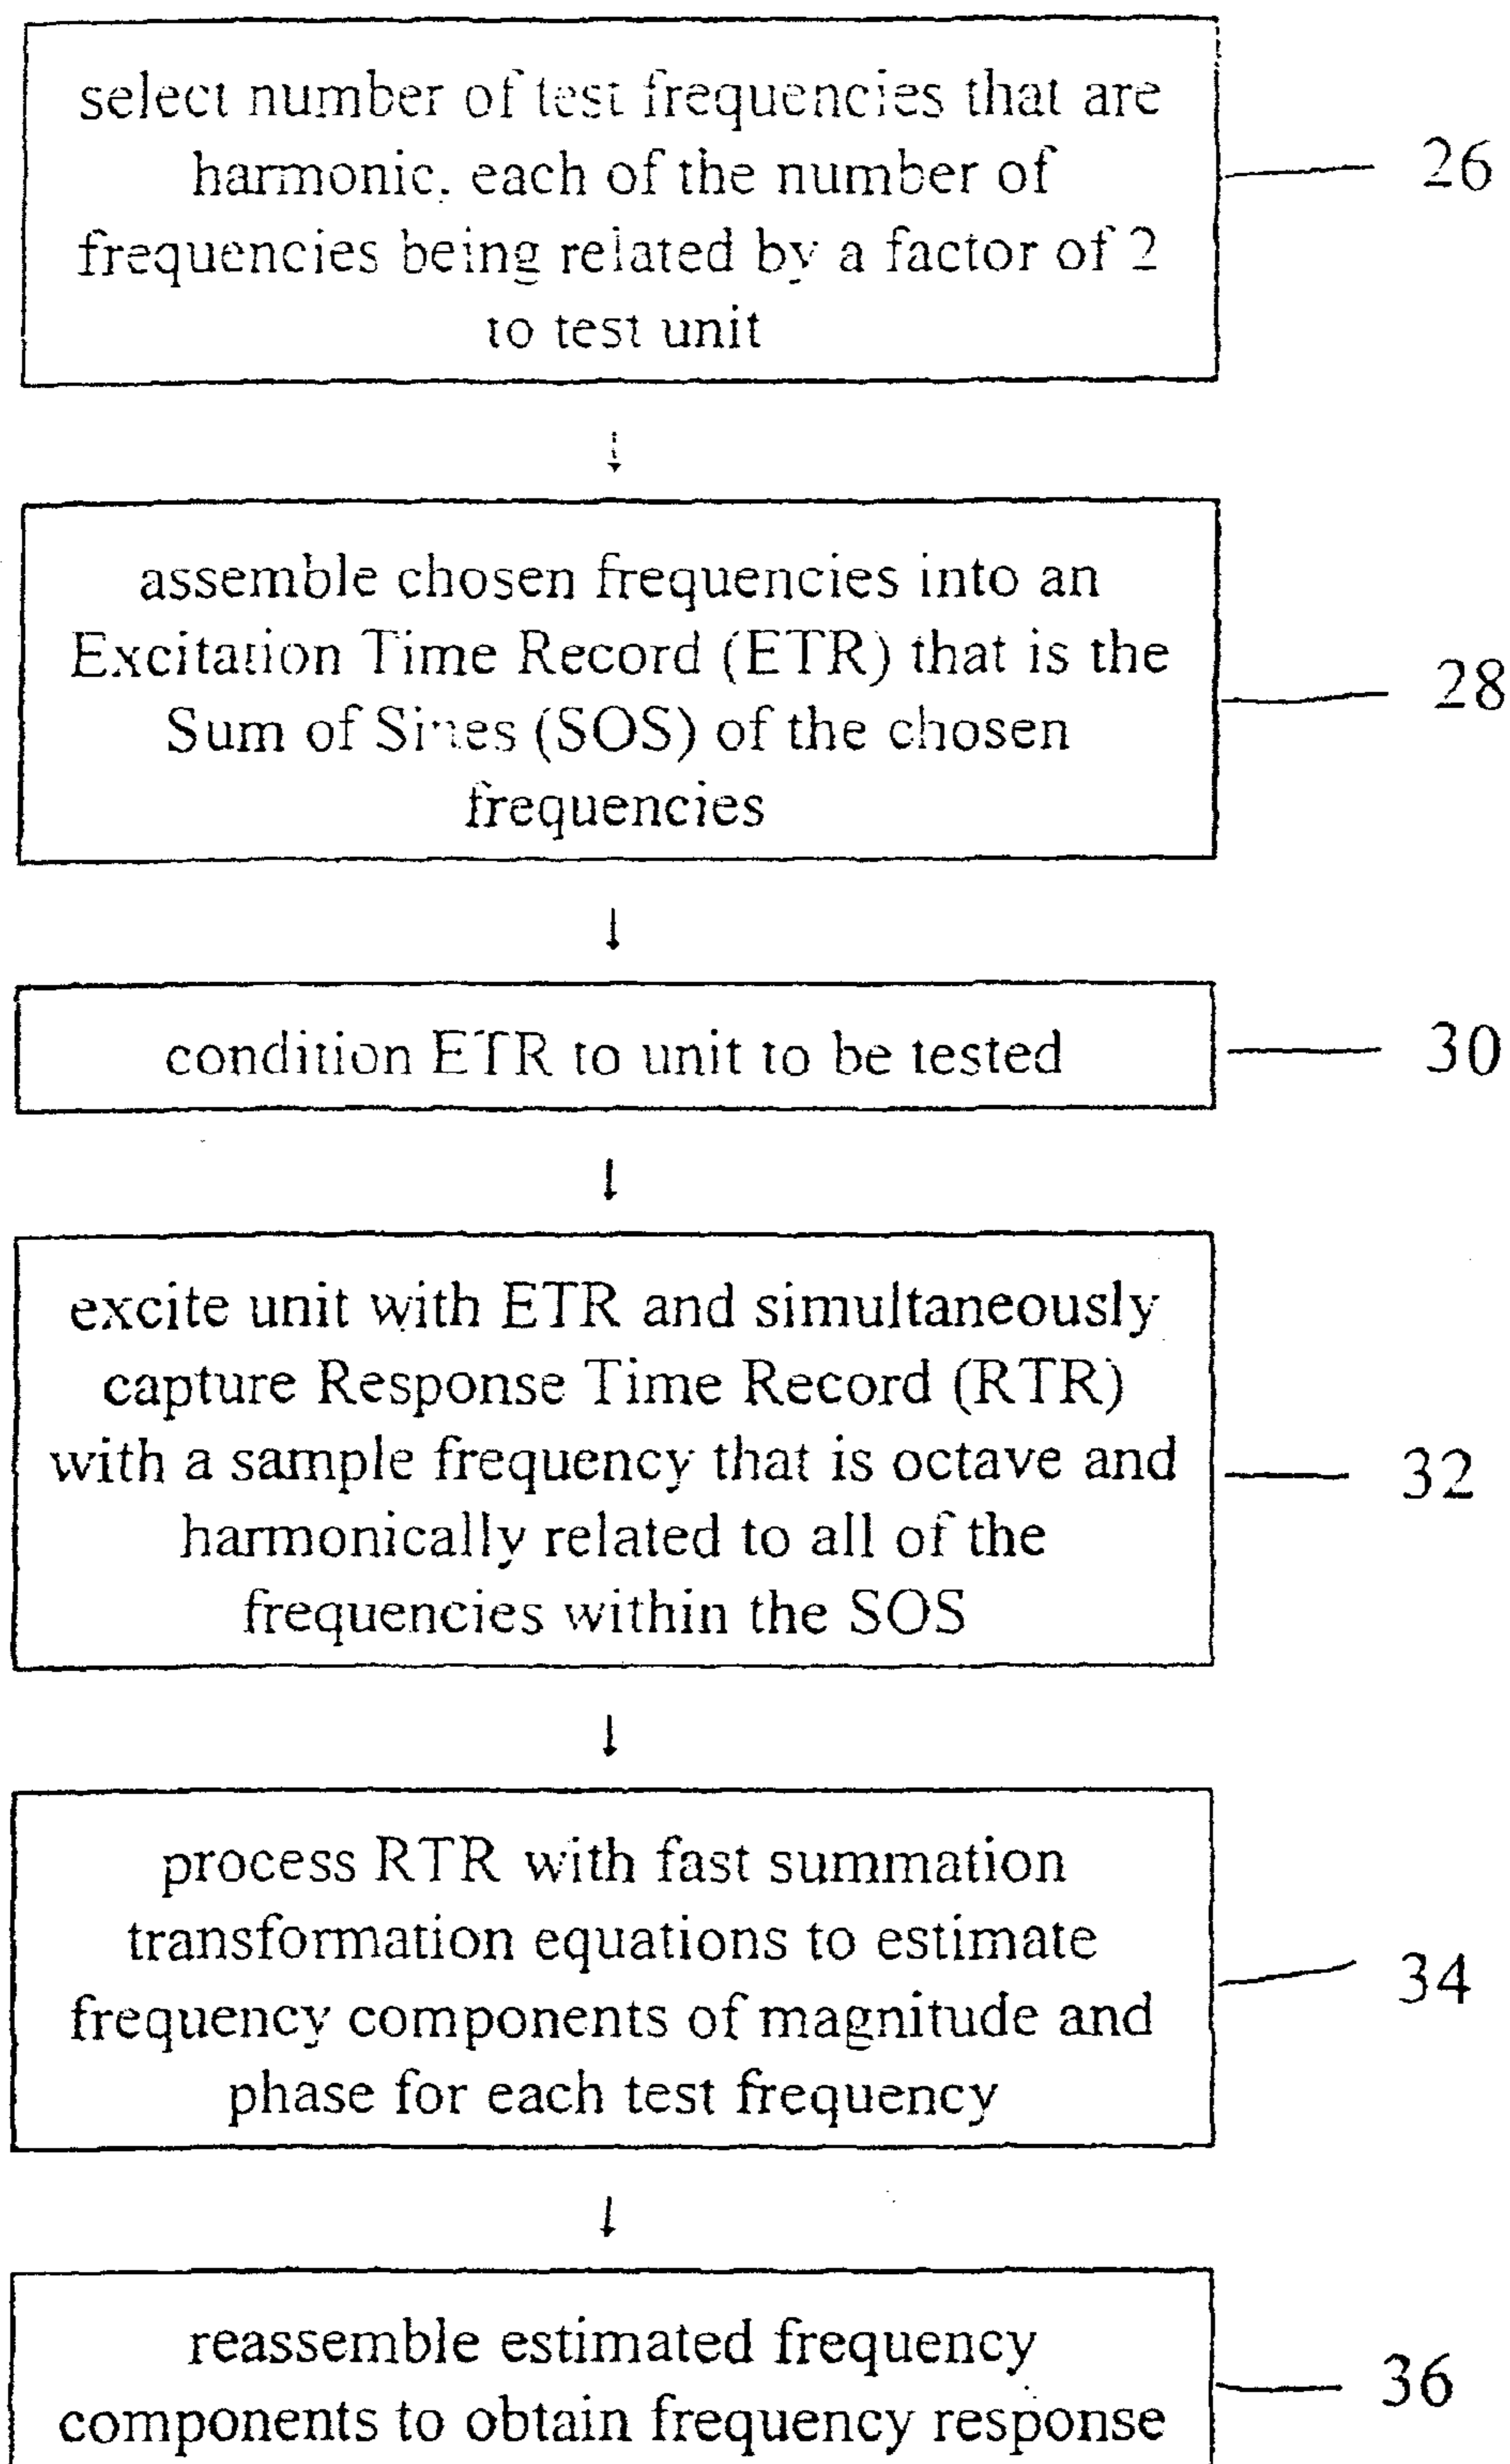 select number of test frequencies that are
harmonic, each of the number of
frequencies being related by a factor of 2
to test unit
26
assemble chosen frequencies into an
Excitation Time Record (ETR) that is the
Sum of Sines (SOS) of the chosen
frequencies
28
condition ETR to unit to be tested
30
excite unit with ETR and simultaneously
capture Response Time Record (RTR)
with a sample frequency that is octave and
harmonically related to all of the
frequencies within the SOS
32
process RTR with fast summation
transformation equations to estimate
frequency components of magnitude and
phase for each test frequency
34
reassemble estimated frequency
components to obtain frequency response
36